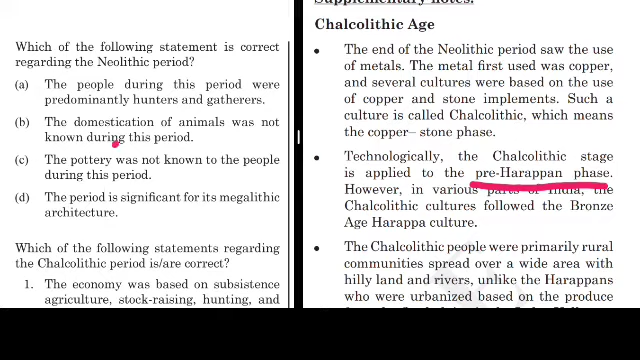 Which of the following statement is correct
regarding the Neolithic period?
(a) The people during this period were
predominantly hunters and gatherers.
(b) The domestication of animals was not
known during this period.
(c) The pottery was not known to the people
during this period.
(d) The period is significant for its megalithic
architecture.
Which of the following statements regarding
the Chalcolithic period is/are correct?
1. The economy was based on subsistence
agriculture, stock-raising, hunting, and
Supplementary notes:
Chalcolithic Age
• The end of the Neolithic period saw the use
of metals. The metal first used was copper,
and several cultures were based on the use
of copper and stone implements. Such a
culture is called Chalcolithic, which means
the copper– stone phase.
• Technologically, the Chalcolithic stage
is applied to the pre-Harappan phase.
However, in various parts of India, the
Chalcolithic cultures followed the Bronze
Age Harappa culture.
• The Chalcolithic people were primarily rural
communities spread over a wide area with
hilly land and rivers, unlike the Harappans
who were urbanized based on the produce